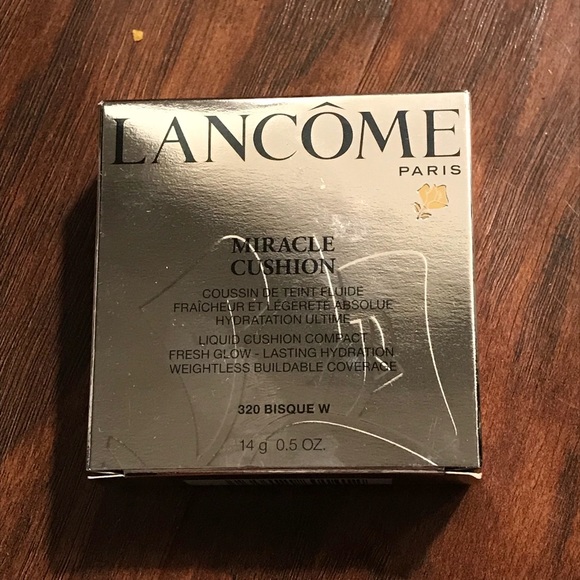 LANCÔME
PARIS
MIRACLE
CUSHION
COUSSIN DE TEINT FLUIDE
FRAÎCHEUR ET LÉGÈRETÉ ABSOLUE
HYDRATATION ULTIME
LIQUID CUSHION COMPACT
FRESH GLOW - LASTING HYDRATION
WEIGHTLESS BUILDABLE COVERAGE
320 BISQUE W
14 g 0.5 OZ.